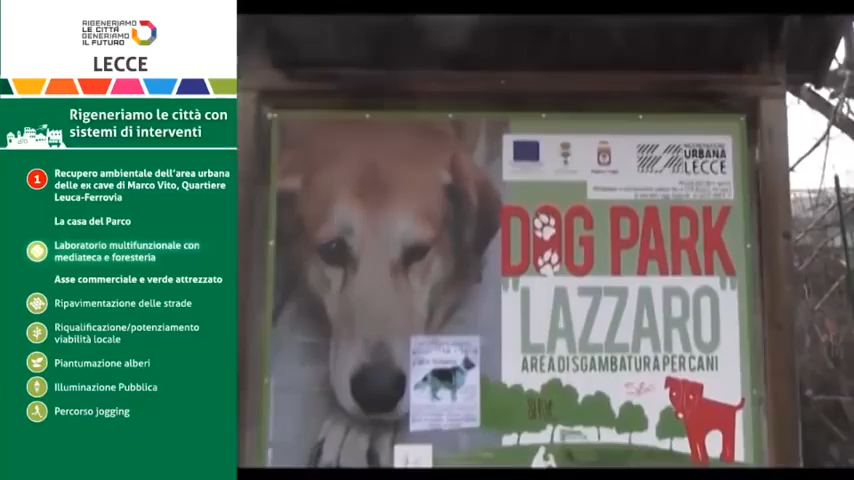 RIGENERIAMO
LE CITTÀ
GENERIAMO
IL FUTURO
LECCE
Rigeneriamo le città con
sistemi di interventi
1
Recupero ambientale dell'area urbana
delle ex cave di Marco Vito, Quartiere
Leuca-Ferrovia
La casa del Parco
Laboratorio multifunzionale con
mediateca e foresteria
Asse commerciale e verde attrezzato
Ripavimentazione delle strade
Riqualificazione/potenziamento
viabilità locale
Piantumazione alberi
Illuminazione Pubblica
Percorso jogging
URBANA
LECCE
DOG PARK
"LAZZARO"
AREA DI SGAMBATURA PER CANI